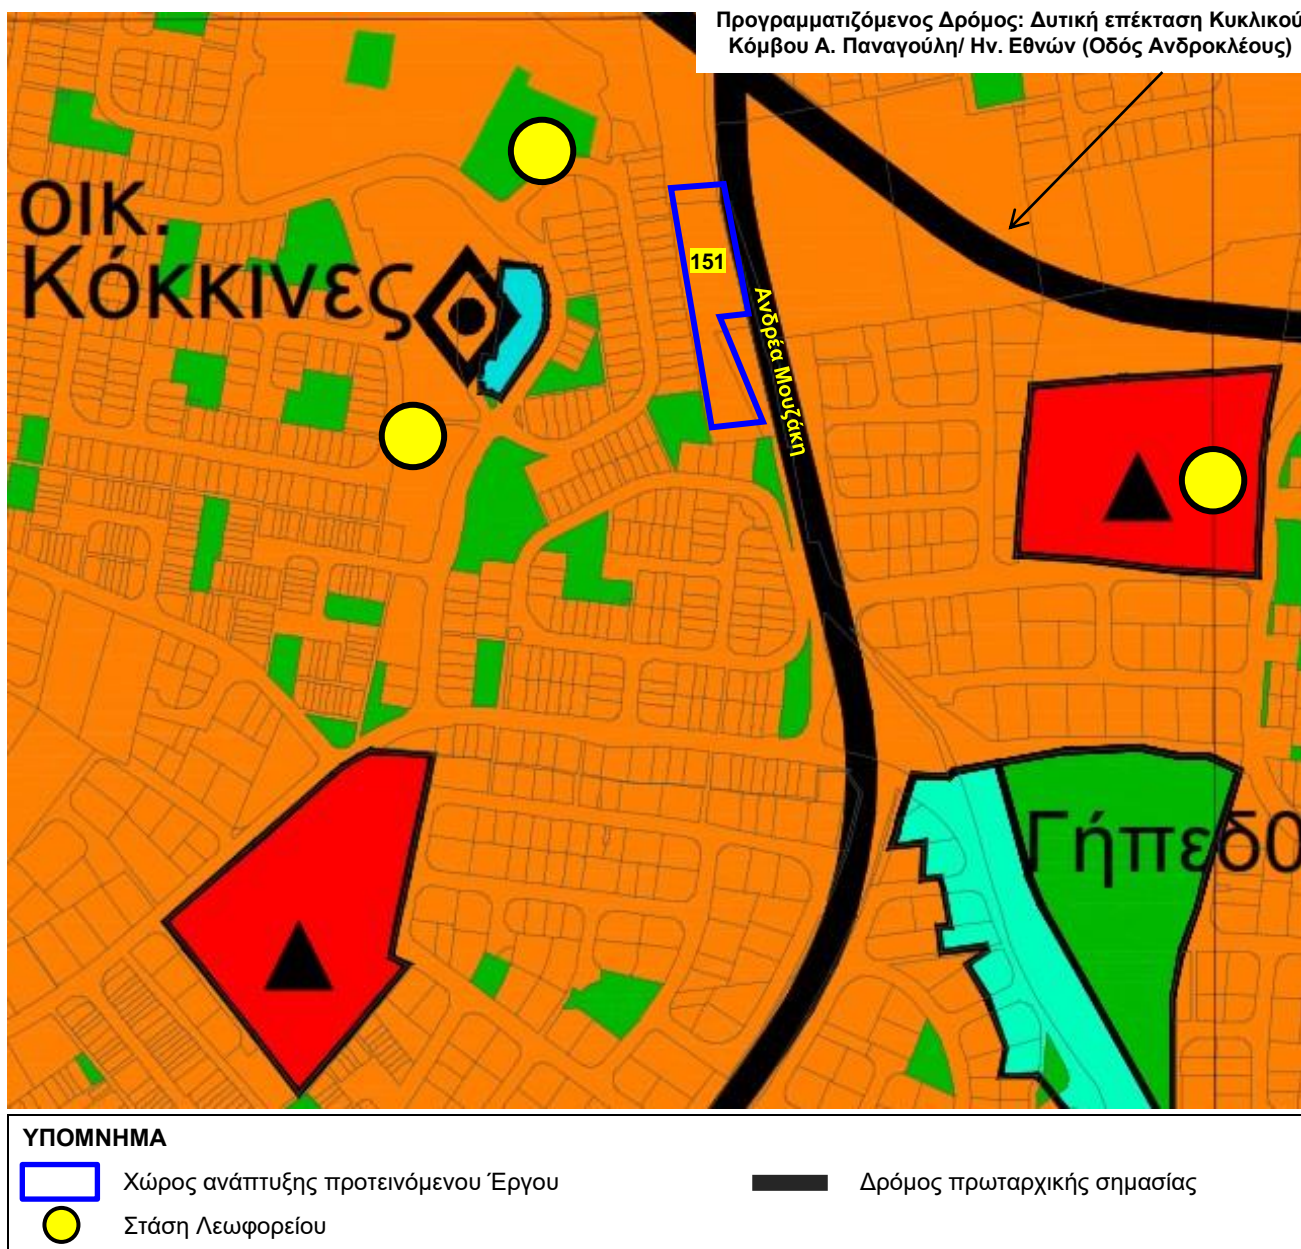 Προγραμματιζόμενος Δρόμος: Δυτική επέκταση Κυκλικού
Κόμβου Α. Παναγούλη/ Ην. Εθνών (Οδός Ανδροκλέους)
οικ.
Κόκκινες
151
Ανδρέα Μουζάκη
Γήπεδο
ΥΠΟΜΝΗΜΑ
Χώρος ανάπτυξης προτεινόμενου Έργου
Δρόμος πρωταρχικής σημασίας
Στάση Λεωφορείου